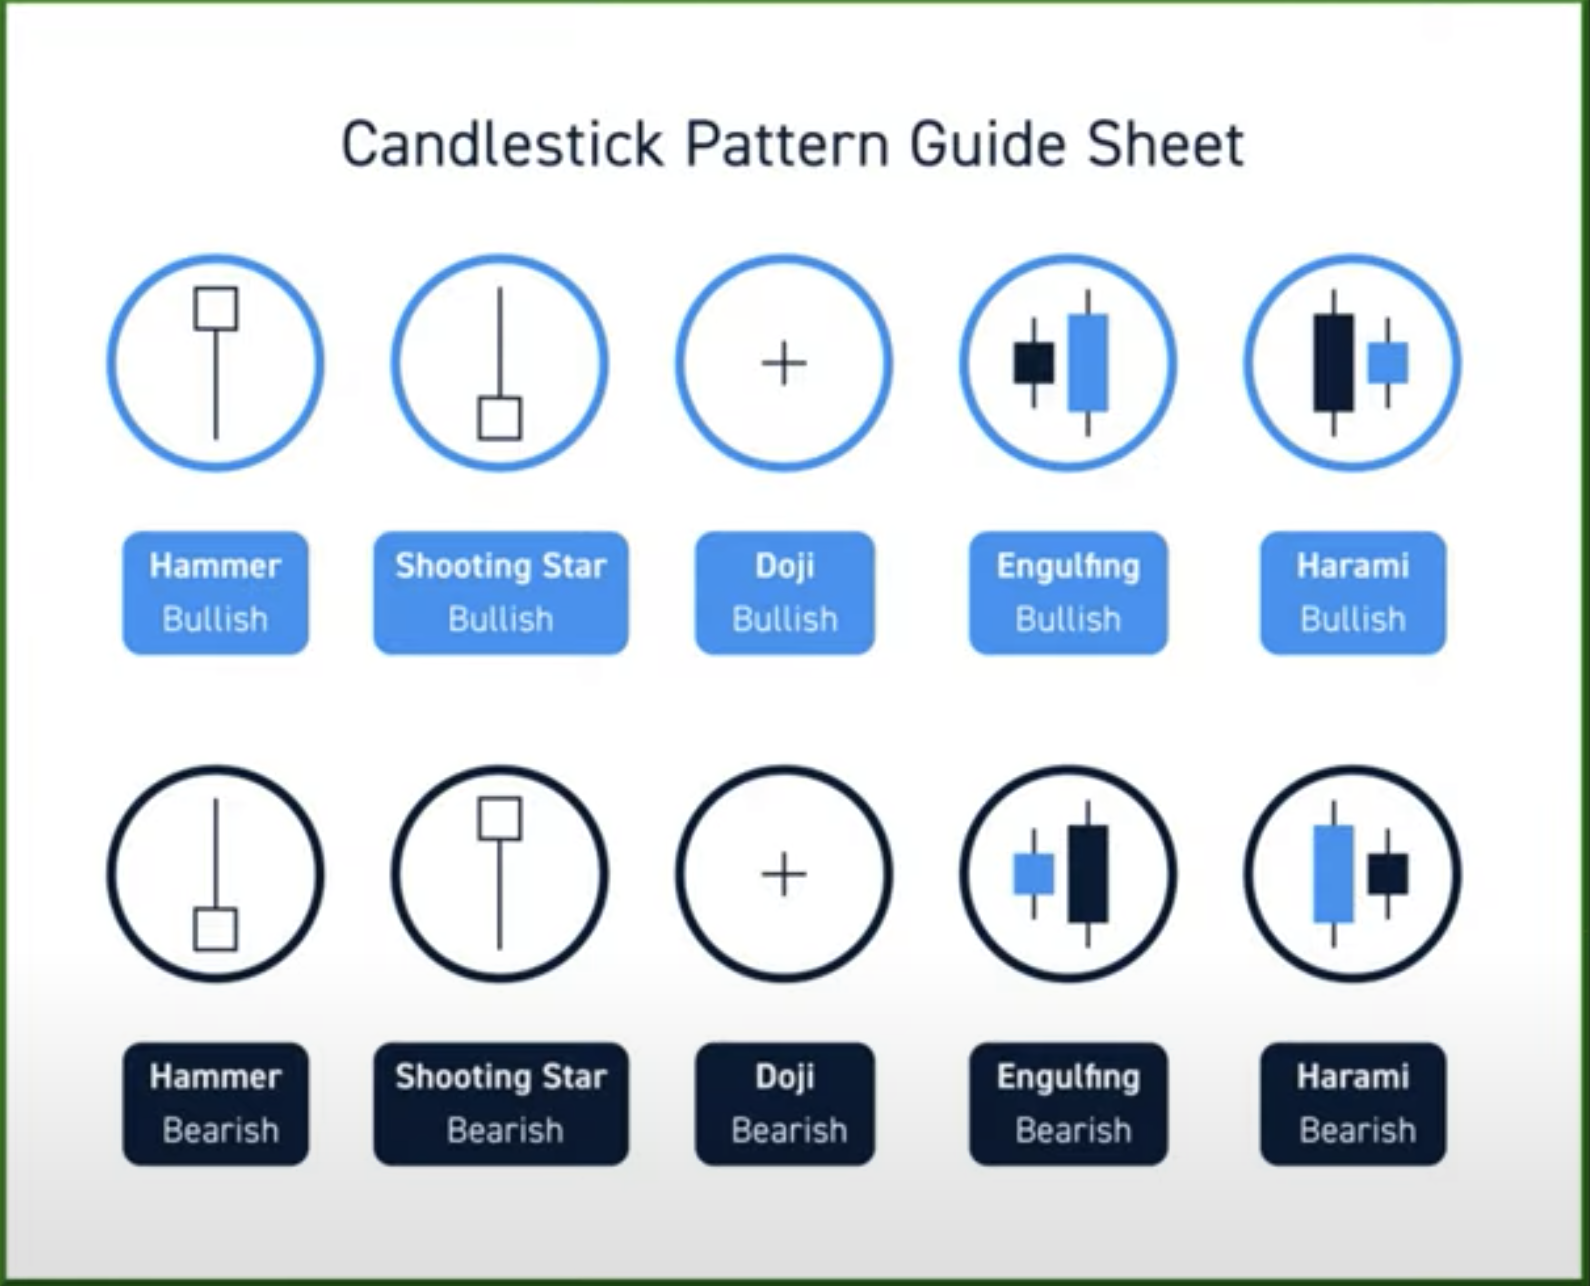 Candlestick Pattern Guide Sheet
Hammer
Bullish
Shooting Star
Bullish
Doji
Bullish
Engulfing
Bullish
Harami
Bullish
Hammer
Bearish
Shooting Star
Bearish
Doji
Bearish
Engulfing
Bearish
Harami
Bearish